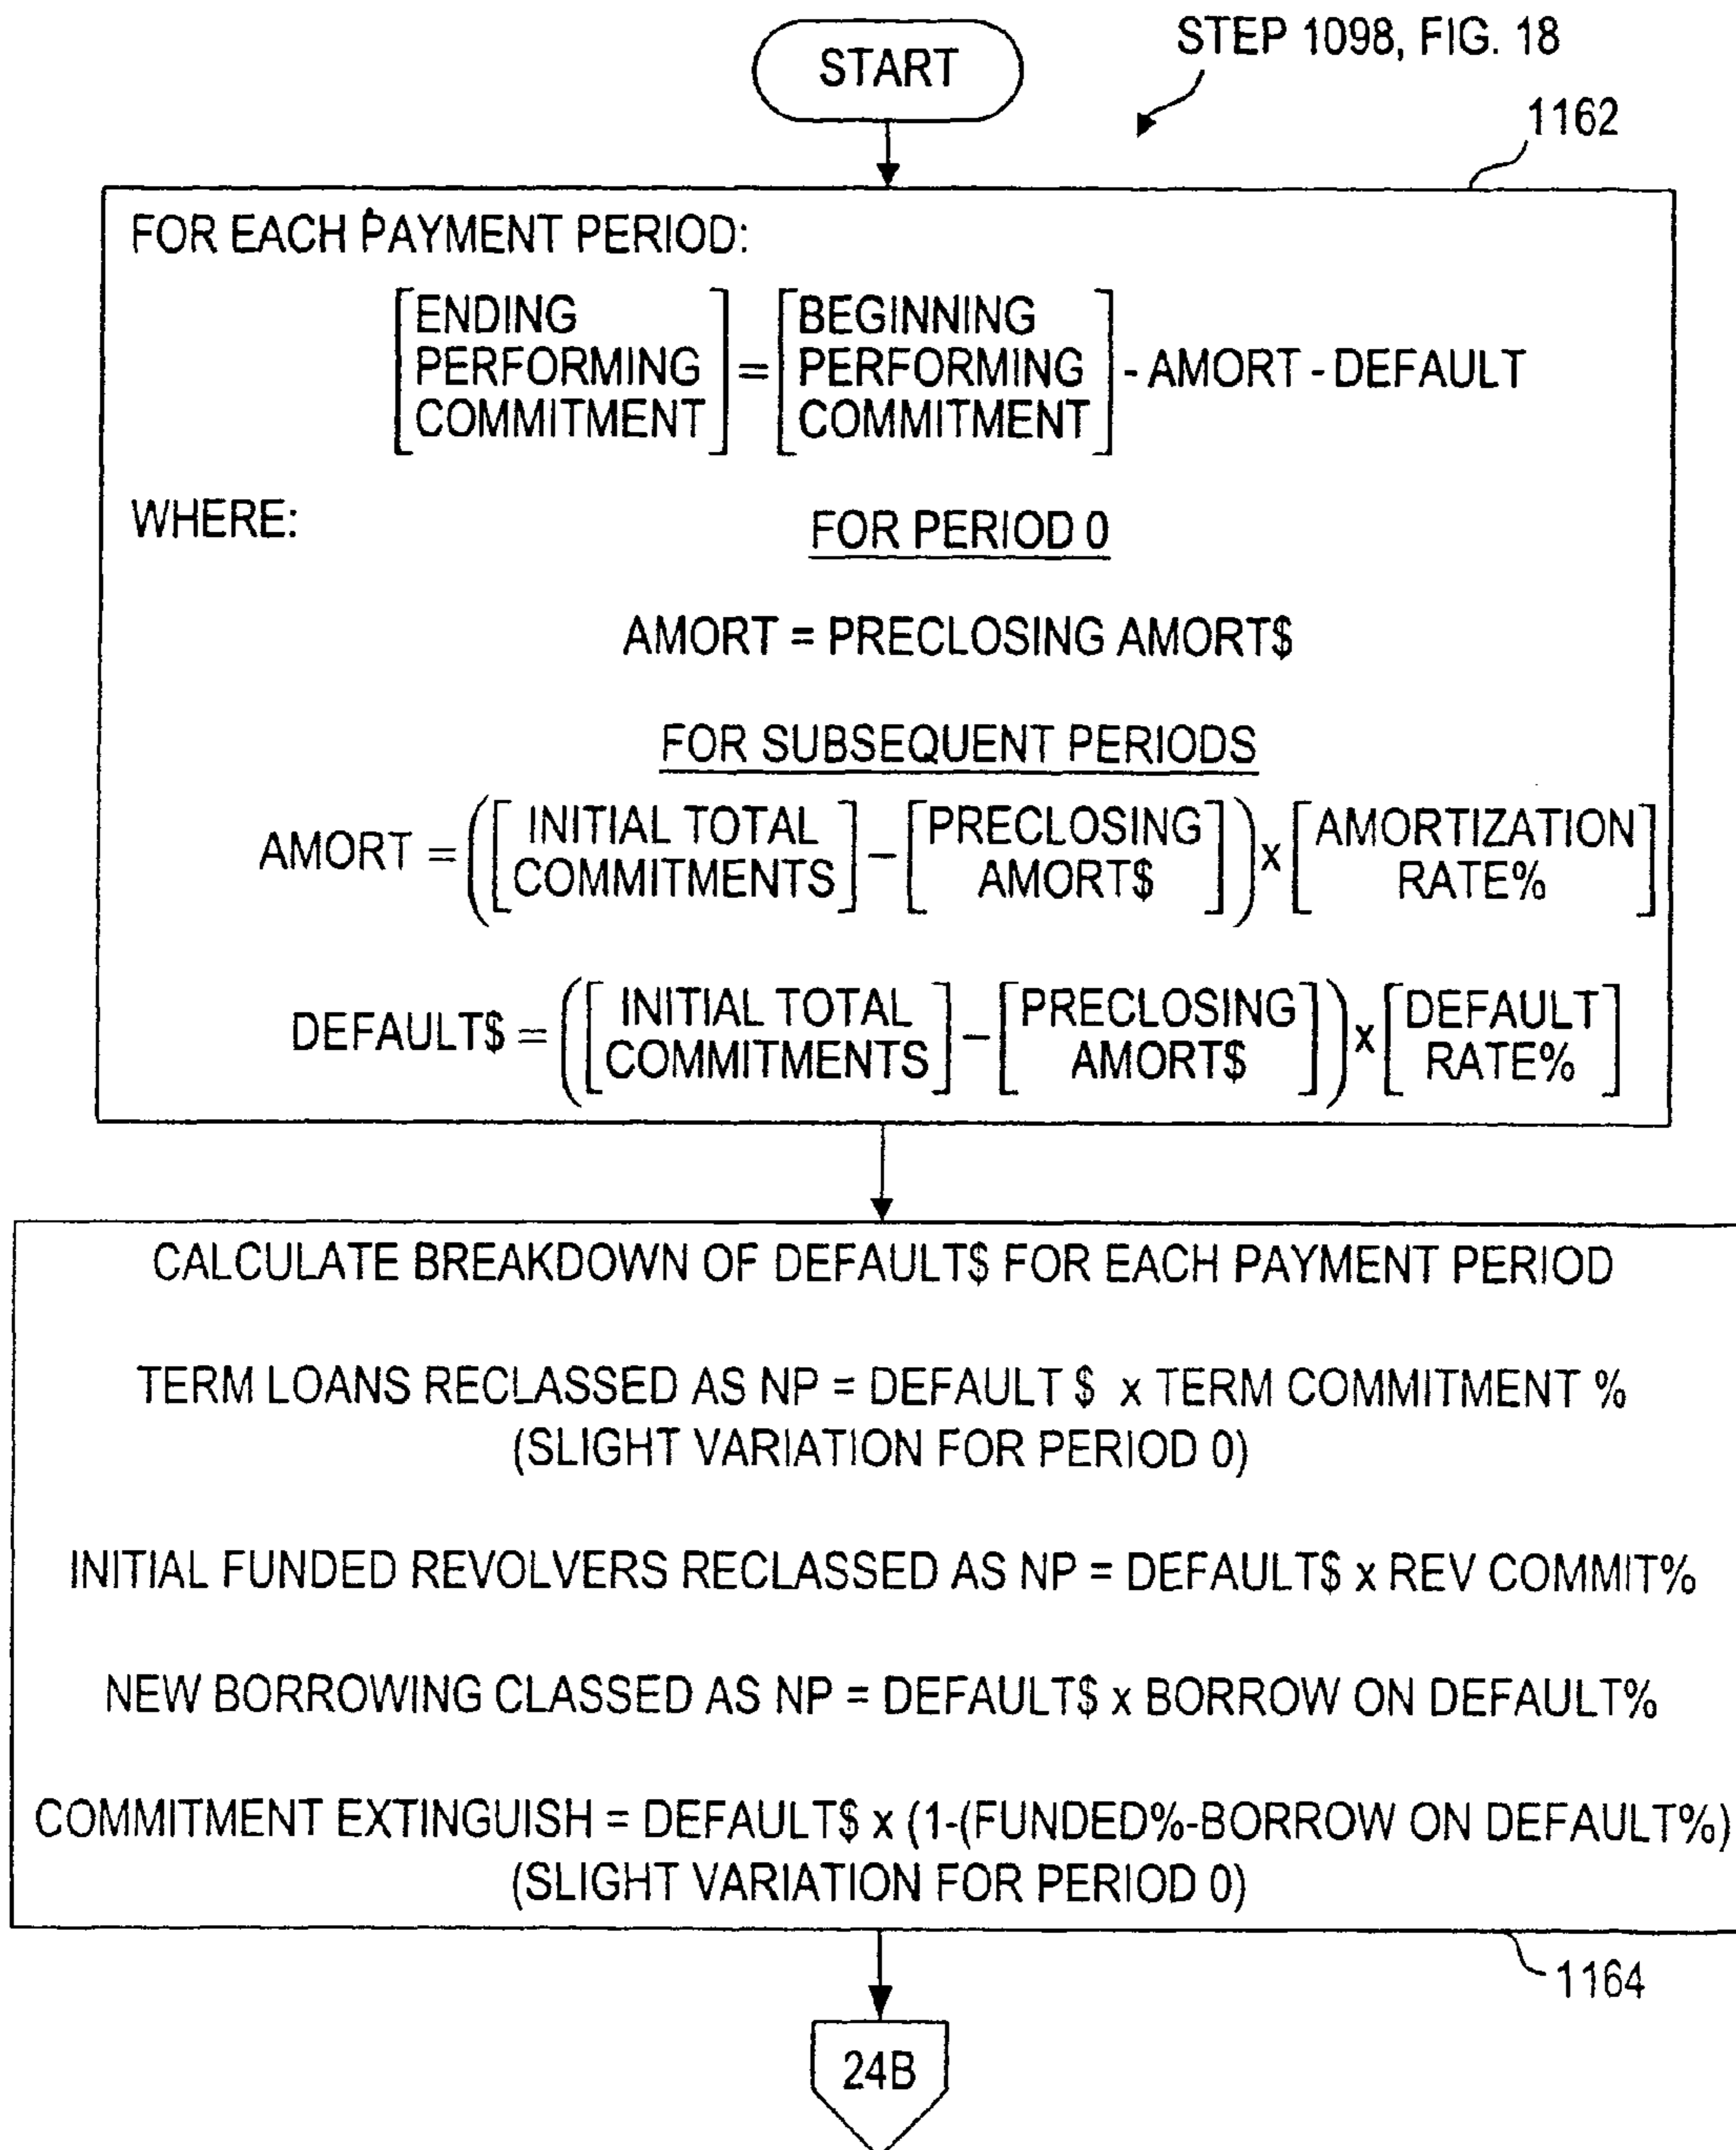 START
STEP 1098, FIG. 18
1162
FOR EACH PAYMENT PERIOD:
[ENDING PERFORMING COMMITMENT] = [BEGINNING PERFORMING COMMITMENT] - AMORT - DEFAULT
WHERE:
FOR PERIOD 0
AMORT = PRECLOSING AMORT$
FOR SUBSEQUENT PERIODS
AMORT = ([INITIAL TOTAL COMMITMENTS] - [PRECLOSING AMORT$]) x [AMORTIZATION RATE%]
DEFAULT$ = ([INITIAL TOTAL COMMITMENTS] - [PRECLOSING AMORT$]) x [DEFAULT RATE%]
CALCULATE BREAKDOWN OF DEFAULT$ FOR EACH PAYMENT PERIOD
TERM LOANS RECLASSED AS NP = DEFAULT $ x TERM COMMITMENT %
(SLIGHT VARIATION FOR PERIOD 0)
INITIAL FUNDED REVOLVERS RECLASSED AS NP = DEFAULT$ x REV COMMIT%
NEW BORROWING CLASSED AS NP = DEFAULT$ x BORROW ON DEFAULT%
COMMITMENT EXTINGUISH = DEFAULT$ x (1-(FUNDED%-BORROW ON DEFAULT%)
(SLIGHT VARIATION FOR PERIOD 0)
1164
24B